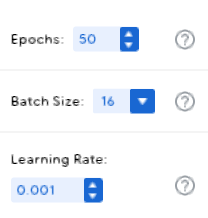 Epochs: 50 ?
Batch Size: 16 ?
Learning Rate:
0.001 ?